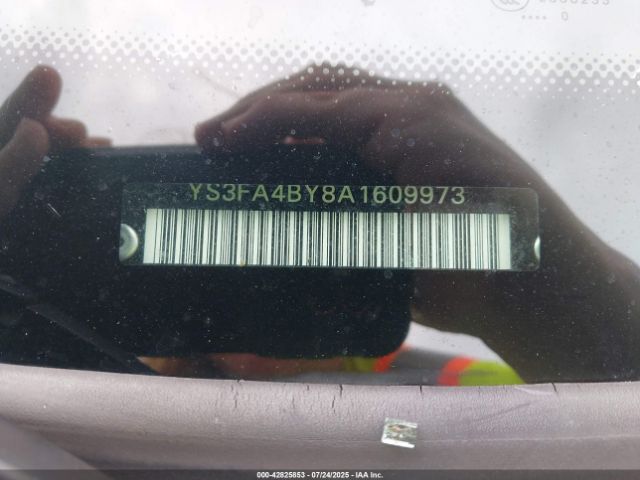 YS3FA4BY8A1609973
000-42825853 | 07/24/2025 - IAA Inc.